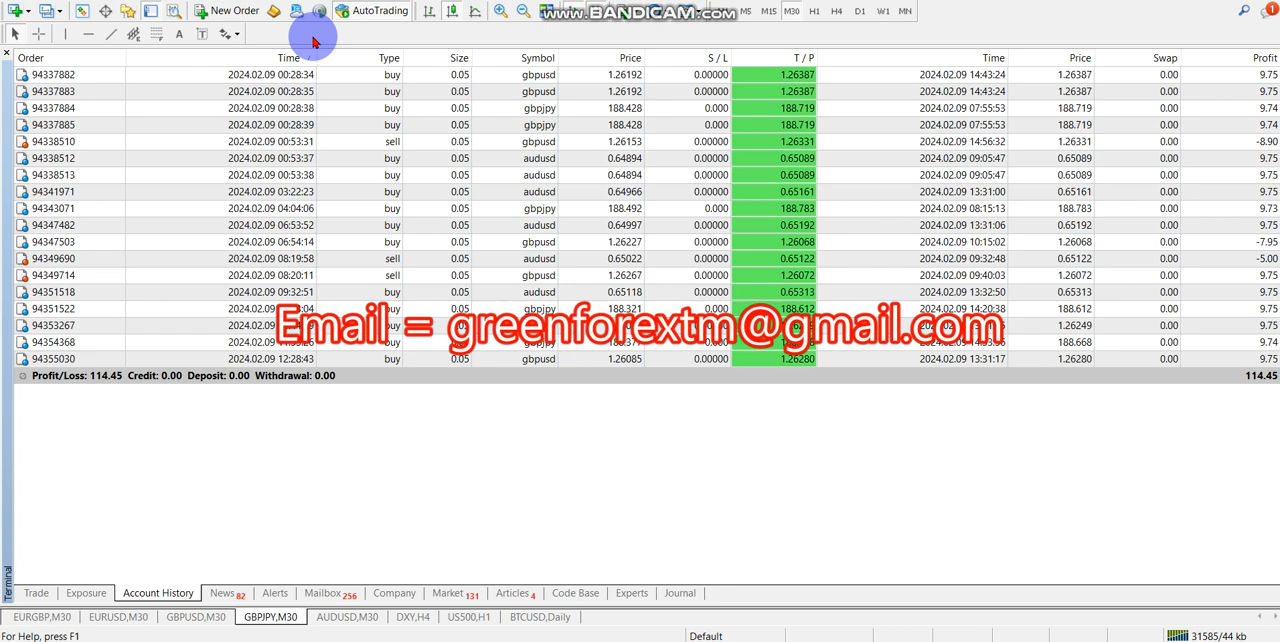 New Order AutoTrading www.BANDICAM.com M5 M15 M30 H1 H4 D1 W1 MN 1
A T
Order Time Type Size Symbol Price S / L T / P Time Price Swap Profit
94337882 2024.02.09 00:28:34 buy 0.05 gbpusd 1.26192 0.00000 1.26387 2024.02.09 14:43:24 1.26387 0.00 9.75
94337883 2024.02.09 00:28:35 buy 0.05 gbpusd 1.26192 0.00000 1.26387 2024.02.09 14:43:24 1.26387 0.00 9.75
94337884 2024.02.09 00:28:38 buy 0.05 gbpjpy 188.428 0.000 188.719 2024.02.09 07:55:53 188.719 0.00 9.74
94337885 2024.02.09 00:28:39 buy 0.05 gbpjpy 188.428 0.000 188.719 2024.02.09 07:55:53 188.719 0.00 9.74
94338510 2024.02.09 00:53:31 sell 0.05 gbpusd 1.26153 0.00000 1.26331 2024.02.09 14:56:32 1.26331 0.00 -8.90
94338512 2024.02.09 00:53:37 buy 0.05 audusd 0.64894 0.00000 0.65089 2024.02.09 09:05:47 0.65089 0.00 9.75
94338513 2024.02.09 00:53:38 buy 0.05 audusd 0.64894 0.00000 0.65089 2024.02.09 09:05:47 0.65089 0.00 9.75
94341971 2024.02.09 03:22:23 buy 0.05 audusd 0.64966 0.00000 0.65161 2024.02.09 13:31:00 0.65161 0.00 9.75
94343071 2024.02.09 04:04:06 buy 0.05 gbpjpy 188.492 0.000 188.783 2024.02.09 08:15:13 188.783 0.00 9.73
94347482 2024.02.09 06:53:52 buy 0.05 audusd 0.64997 0.00000 0.65192 2024.02.09 13:31:06 0.65192 0.00 9.75
94347503 2024.02.09 06:54:14 buy 0.05 gbpusd 1.26227 0.00000 1.26068 2024.02.09 10:15:02 1.26068 0.00 -7.95
94349690 2024.02.09 08:19:58 sell 0.05 audusd 0.65022 0.00000 0.65122 2024.02.09 09:32:48 0.65122 0.00 -5.00
94349714 2024.02.09 08:20:11 sell 0.05 gbpusd 1.26267 0.00000 1.26072 2024.02.09 09:40:03 1.26072 0.00 9.75
94351518 2024.02.09 09:32:51 buy 0.05 audusd 0.65118 0.00000 0.65313 2024.02.09 13:32:50 0.65313 0.00 9.75
94351522 2024.02.09 buy 0.05 gbpjpy 188.321 0.000 188.612 2024.02.09 14:20:38 188.612 0.00 9.75
Email = greenforextm@gmail.com
94353267 1.26249 0.00 9.75
94354368 188.668 0.00 9.74
94355030 2024.02.09 12:28:43 buy 0.05 gbpusd 1.26085 0.00000 1.26280 2024.02.09 13:31:17 1.26280 0.00 9.75
Profit/Loss: 114.45 Credit: 0.00 Deposit: 0.00 Withdrawal: 0.00 114.45
Terminal
Trade Exposure Account History News 82 Alerts Mailbox 256 Company Market 131 Articles 4 Code Base Experts Journal
EURGBP,M30 EURUSD,M30 GBPUSD,M30 GBPJPY,M30 AUDUSD,M30 DXY,H4 US500,H1 BTCUSD,Daily
For Help, press F1 Default 31585/44 kb